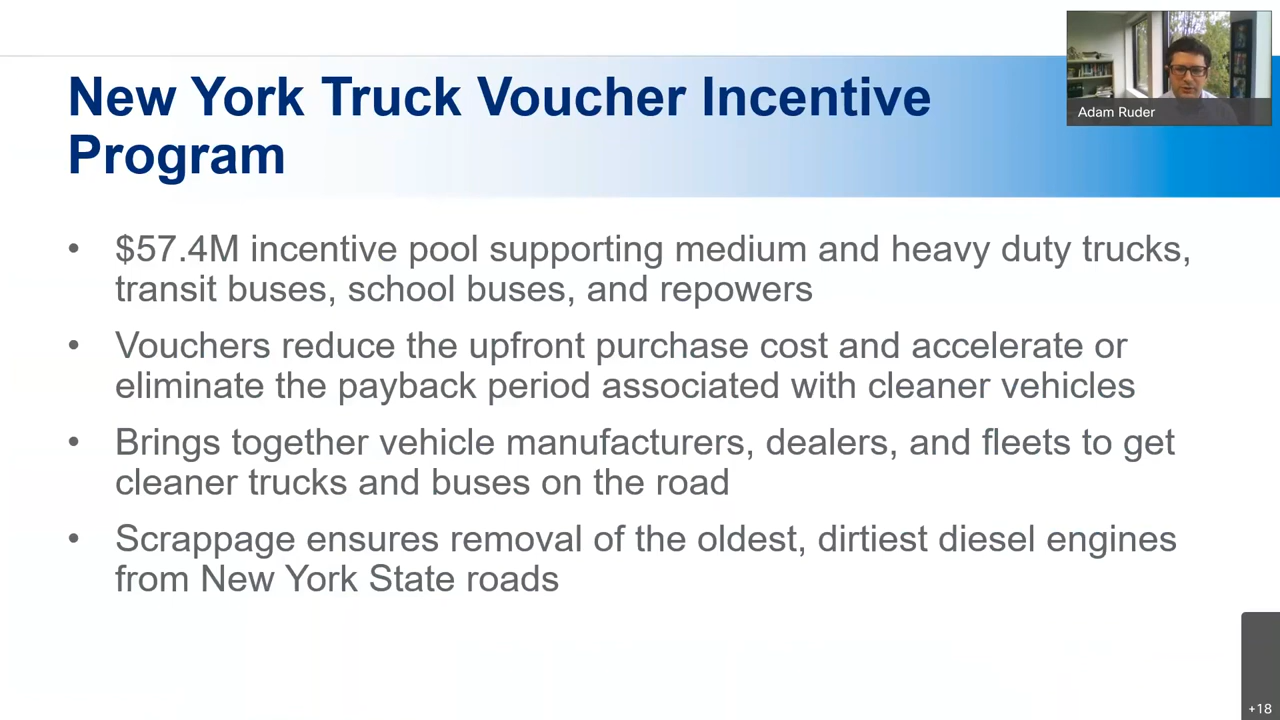 New York Truck Voucher Incentive
Program
Adam Ruder
• $57.4M incentive pool supporting medium and heavy duty trucks,
transit buses, school buses, and repowers
• Vouchers reduce the upfront purchase cost and accelerate or
eliminate the payback period associated with cleaner vehicles
• Brings together vehicle manufacturers, dealers, and fleets to get
cleaner trucks and buses on the road
• Scrappage ensures removal of the oldest, dirtiest diesel engines
from New York State roads
+18